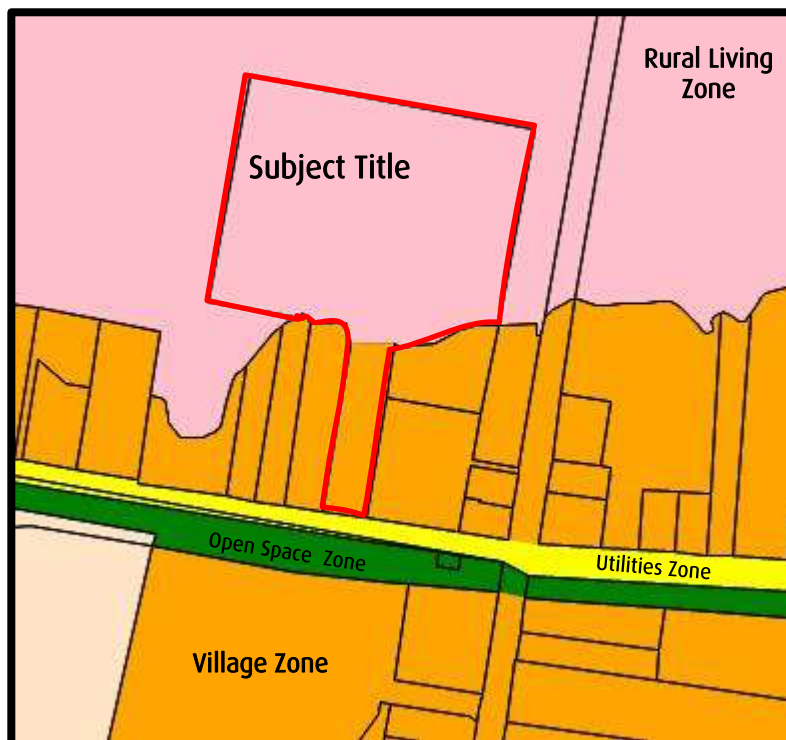 Rural Living
Zone
Subject Title
Open Space Zone
Utilities Zone
Village Zone